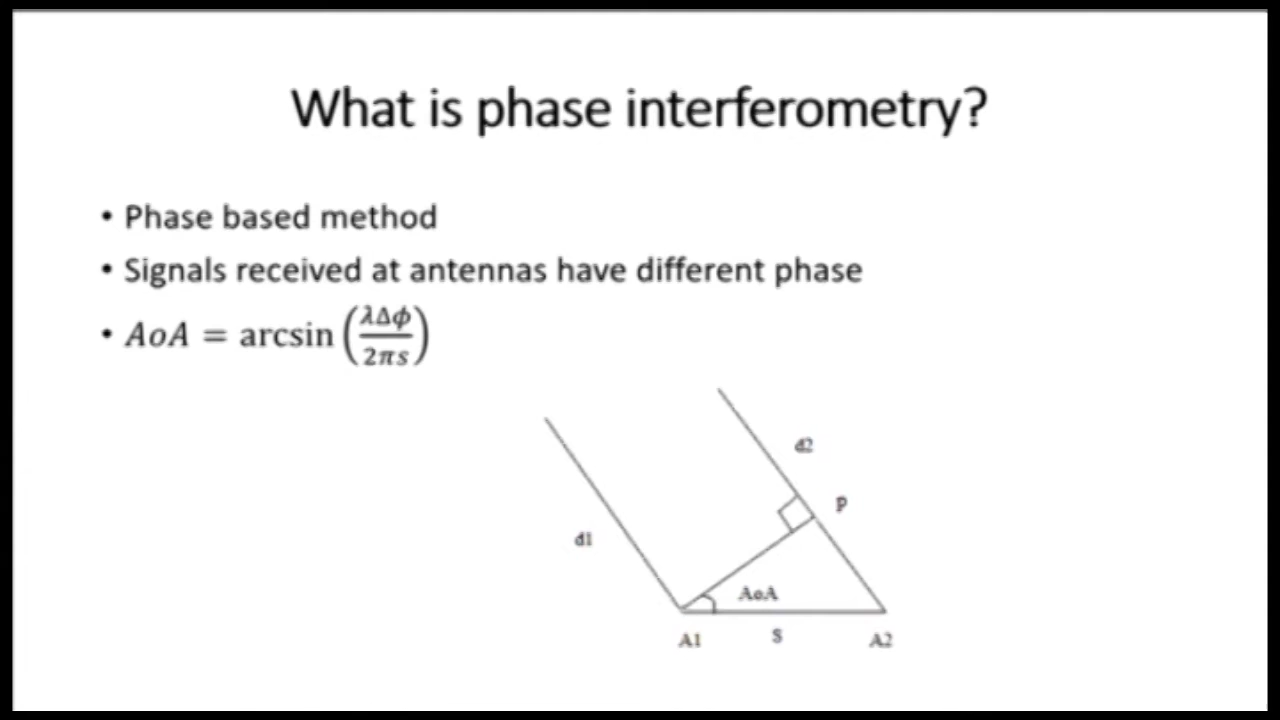 What is phase interferometry?
• Phase based method
• Signals received at antennas have different phase
• AoA = arcsin (λΔϕ / 2πs)
d2
P
d1
AoA
A1
S
A2